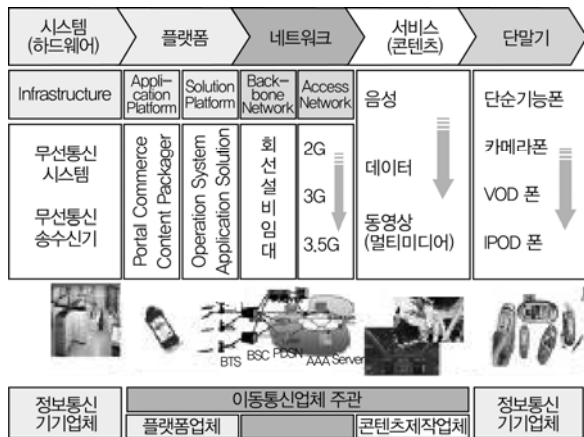 시스템
(하드웨어)
플랫폼
네트워크
서비스
(콘텐츠)
단말기
Infrastructure
Appli-
cation
Platform
Solution
Platform
Back-
bone
Network
Access
Network
무선통신
시스템
무선통신
송수신기
Portal Commerce
Content Packager
Operation System
Application Solution
회선설비임대
2G
3G
3.5G
음성
데이터
동영상
(멀티미디어)
단순기능폰
카메라폰
VOD 폰
IPOD 폰
BTS
BSC
PDSN
AAA Server
정보통신
기기업체
이동통신업체 주관
플랫폼업체
콘텐츠제작업체
정보통신
기기업체